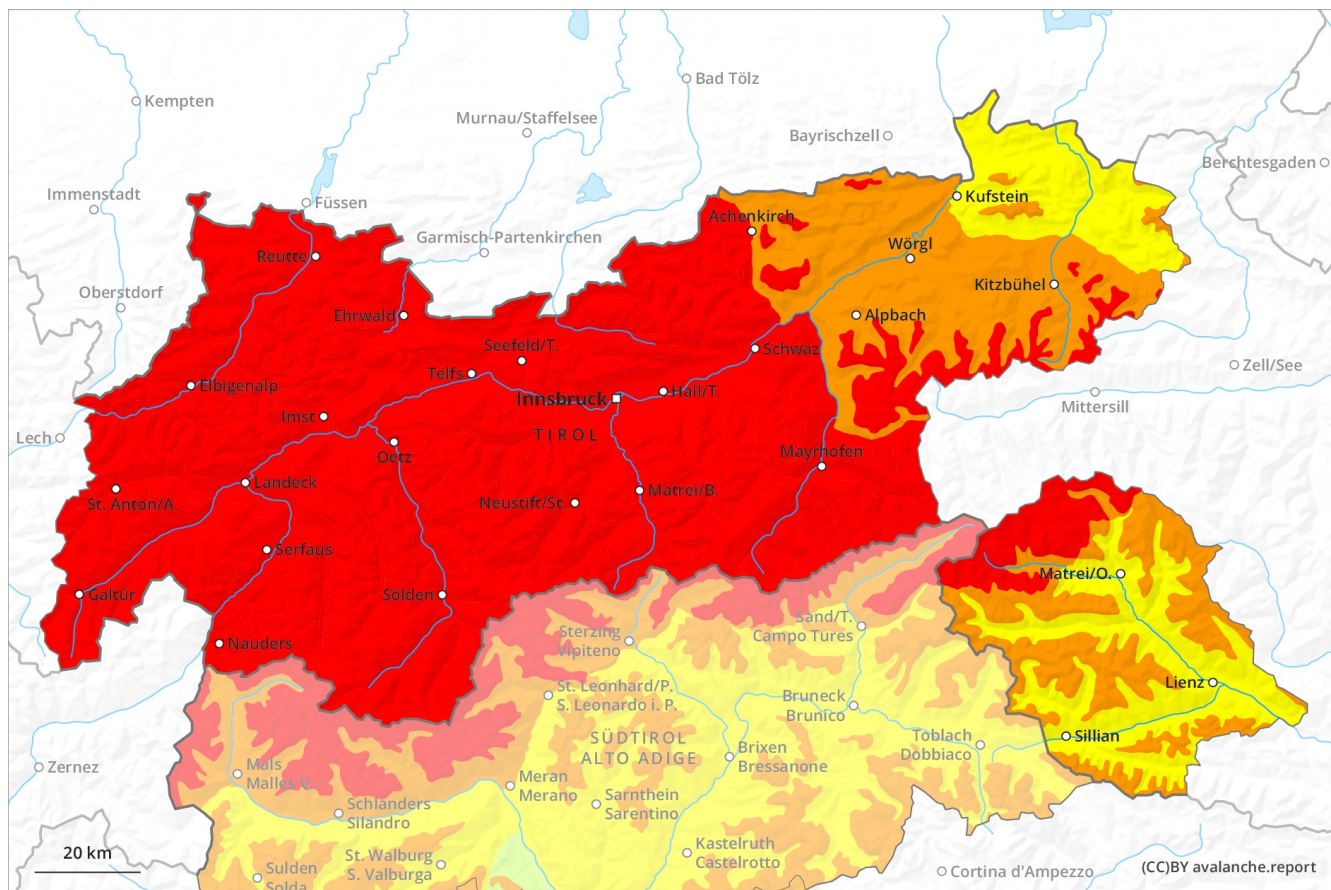 Bad Tölz
Kempten
Murnau/Staffelsee
Bayrischzell
Berchtesgaden
Immenstadt
Füssen
Kufstein
Achenkirch
Garmisch-Partenkirchen
Wörgl
Reutte
Kitzbühel
Oberstdorf
Ehrwald
Alpbach
Seefeld/T.
Schwaz
Zell/See
Telfs
Elbigenalp
Hall/T.
Innsbruck
Mittersill
Imst
TIROL
Lech
Oetz
Mayrhofen
Landeck
St. Anton/A.
Matrei/B.
Neustift/St.
Serfaus
Matrei/O.
Galtür
Sölden
Sand/T.
Campo Tures
Sterzing
Vipiteno
Nauders
Lienz
St. Leonhard/P.
S. Leonardo i. P.
Bruneck
Brunico
SÜDTIROL
ALTO ADIGE
Toblach
Dobbiaco
Sillian
Brixen
Bressanone
Zernez
Mals
Malles V.
Meran
Merano
Sarnthein
Sarentino
Schlanders
Silandro
Kastelruth
Castelrotto
20 km
St. Walburg
S. Valburga
Sulden
Solda
Cortina d'Ampezzo
(CC)BY avalanche.report